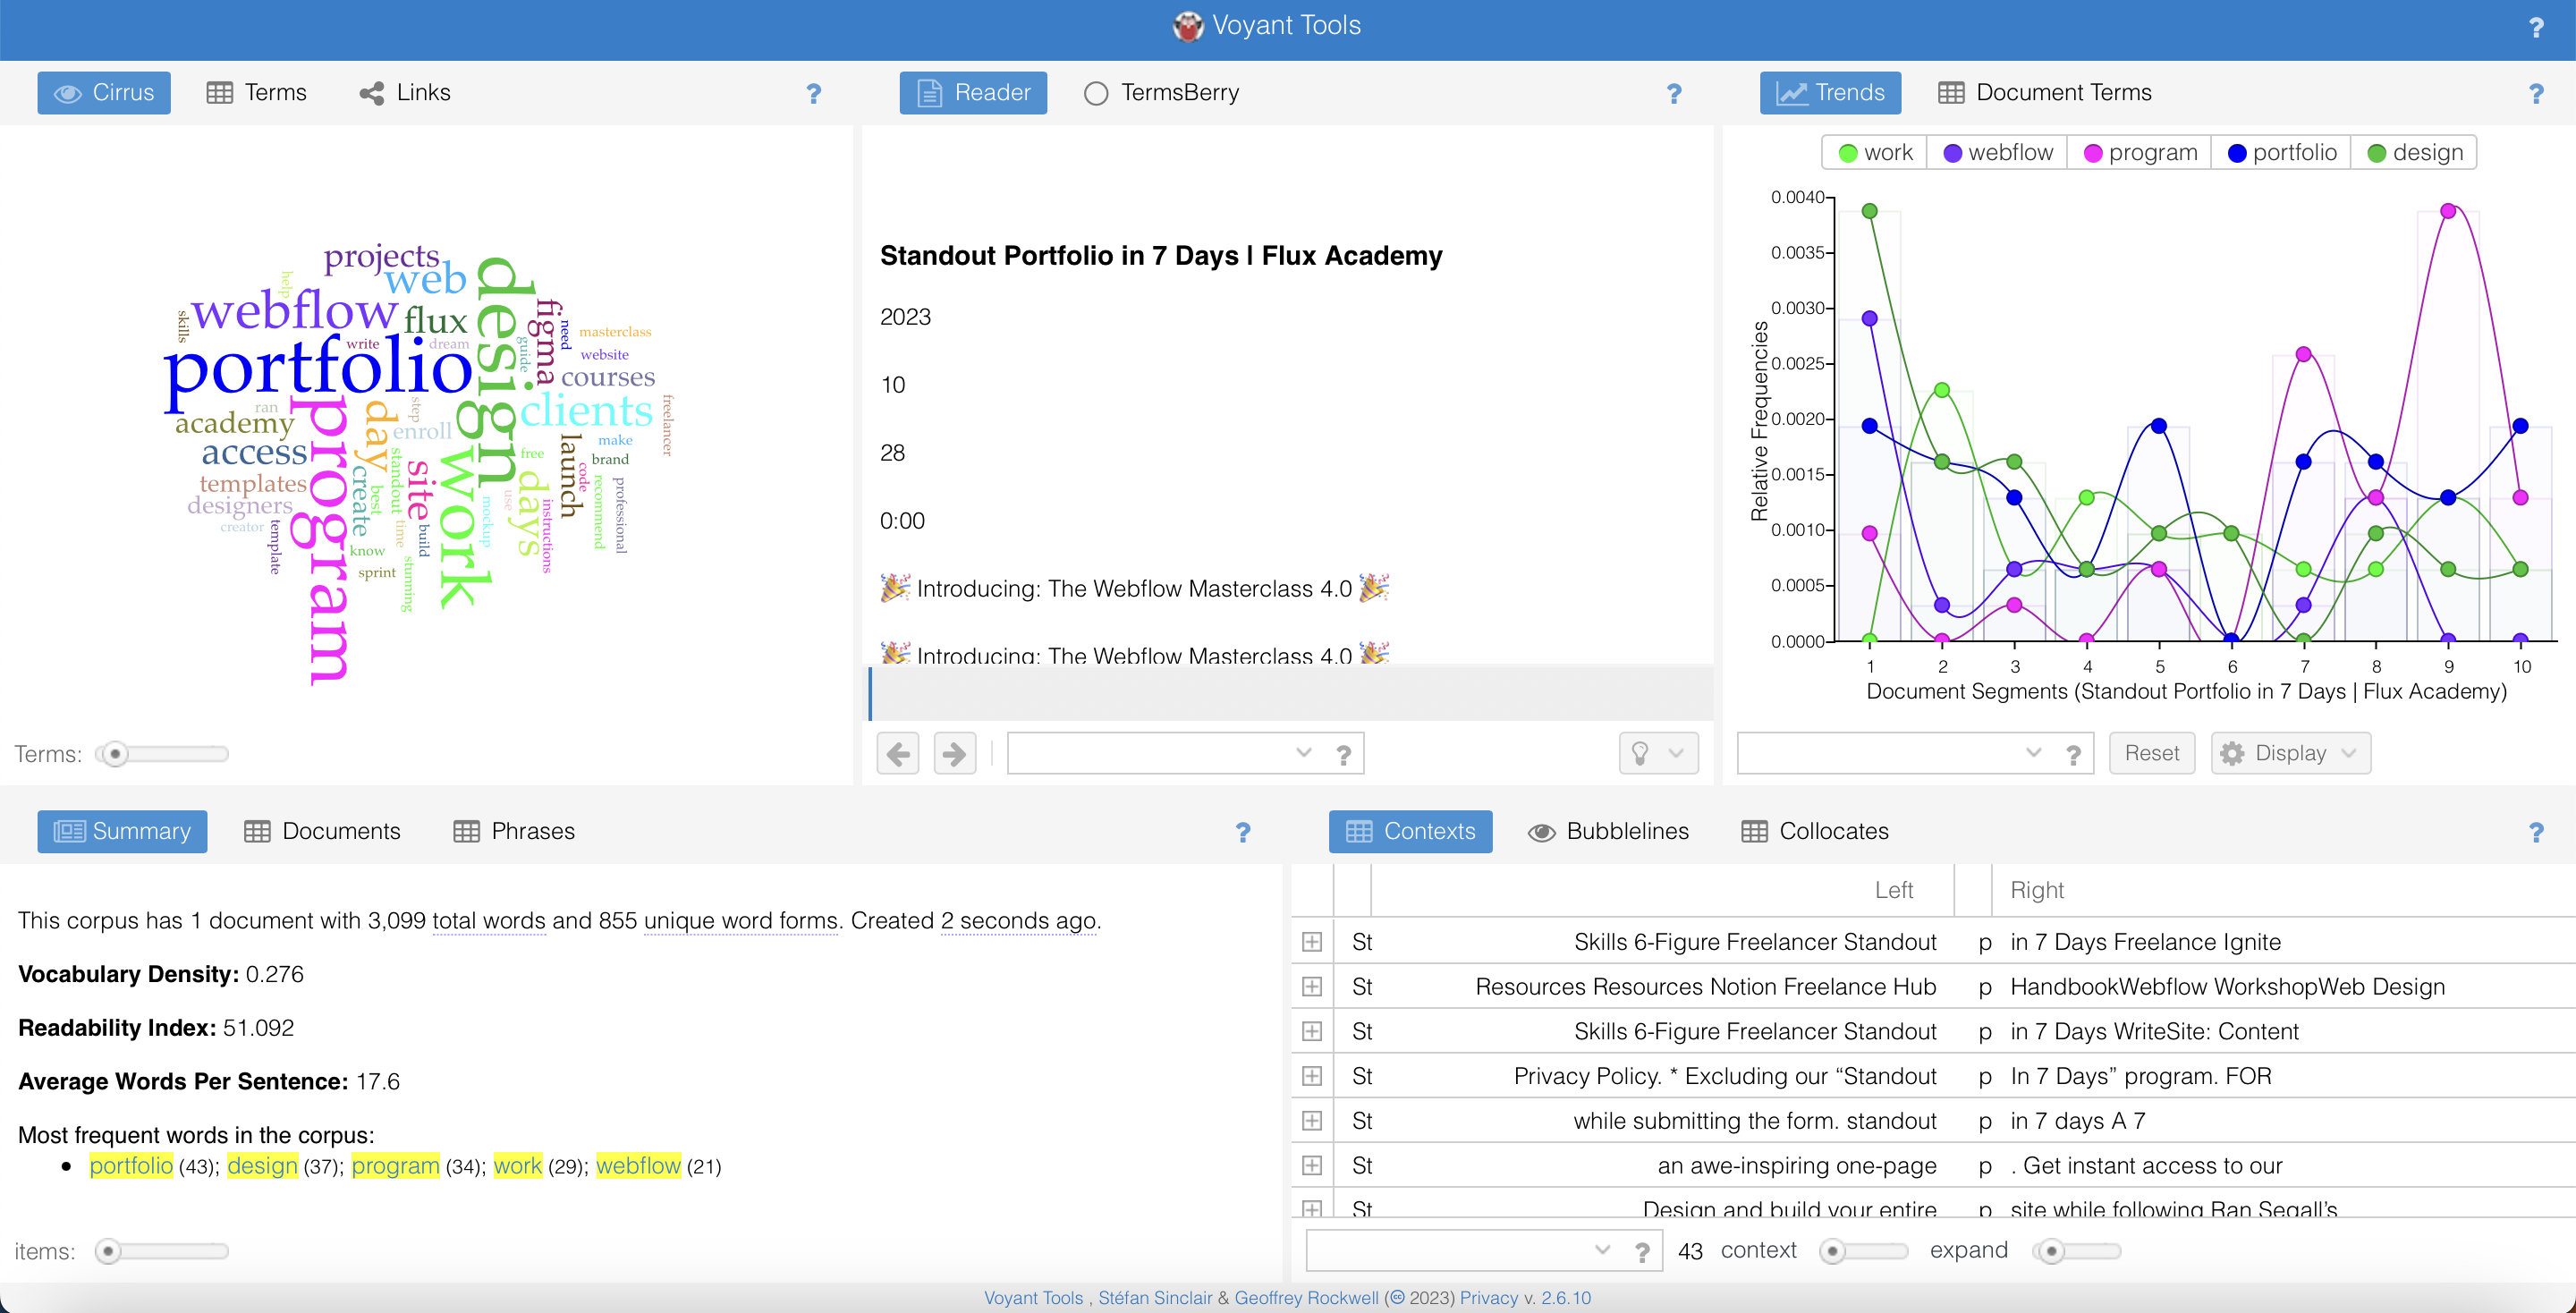 Voyant Tools
?
Cirrus Terms Links ?
projects
help
web
design
webflow
skills
flux
figma
need
masterclass
guide
write
dream
website
portfolio
courses
ran
clients
step
freelancer
academy
program
day
enroll
access
launch
make
free
brand
templates
create
standout
site
work
code
days
recommend
professional
best
designers
mockup
use
instructions
creator
template
time
build
know
sprint
stunning
Terms:
Reader TermsBerry ?
Standout Portfolio in 7 Days | Flux Academy
2023
10
28
0:00
🎉 Introducing: The Webflow Masterclass 4.0 🎉
🎉 Introducing: The Webflow Masterclass 4.0 🎉
?
Trends Document Terms ?
work webflow program portfolio design
0.0040
0.0035
0.0030
0.0025
0.0020
0.0015
0.0010
0.0005
0.0000
Relative Frequencies
1 2 3 4 5 6 7 8 9 10
Document Segments (Standout Portfolio in 7 Days | Flux Academy)
? Reset Display
Summary Documents Phrases ?
This corpus has 1 document with 3,099 total words and 855 unique word forms. Created 2 seconds ago.
Vocabulary Density: 0.276
Readability Index: 51.092
Average Words Per Sentence: 17.6
Most frequent words in the corpus:
• portfolio (43); design (37); program (34); work (29); webflow (21)
items:
Contexts Bubblelines Collocates ?
Left Right
St Skills 6-Figure Freelancer Standout p in 7 Days Freelance Ignite
St Resources Resources Notion Freelance Hub p HandbookWebflow WorkshopWeb Design
St Skills 6-Figure Freelancer Standout p in 7 Days WriteSite: Content
St Privacy Policy. * Excluding our “Standout p In 7 Days” program. FOR
St while submitting the form. standout p in 7 days A 7
St an awe-inspiring one-page p . Get instant access to our
St Design and build your entire p site while following Ran Segall’s
? 43 context expand
Voyant Tools , Stéfan Sinclair & Geoffrey Rockwell (🅭 2023) Privacy v. 2.6.10